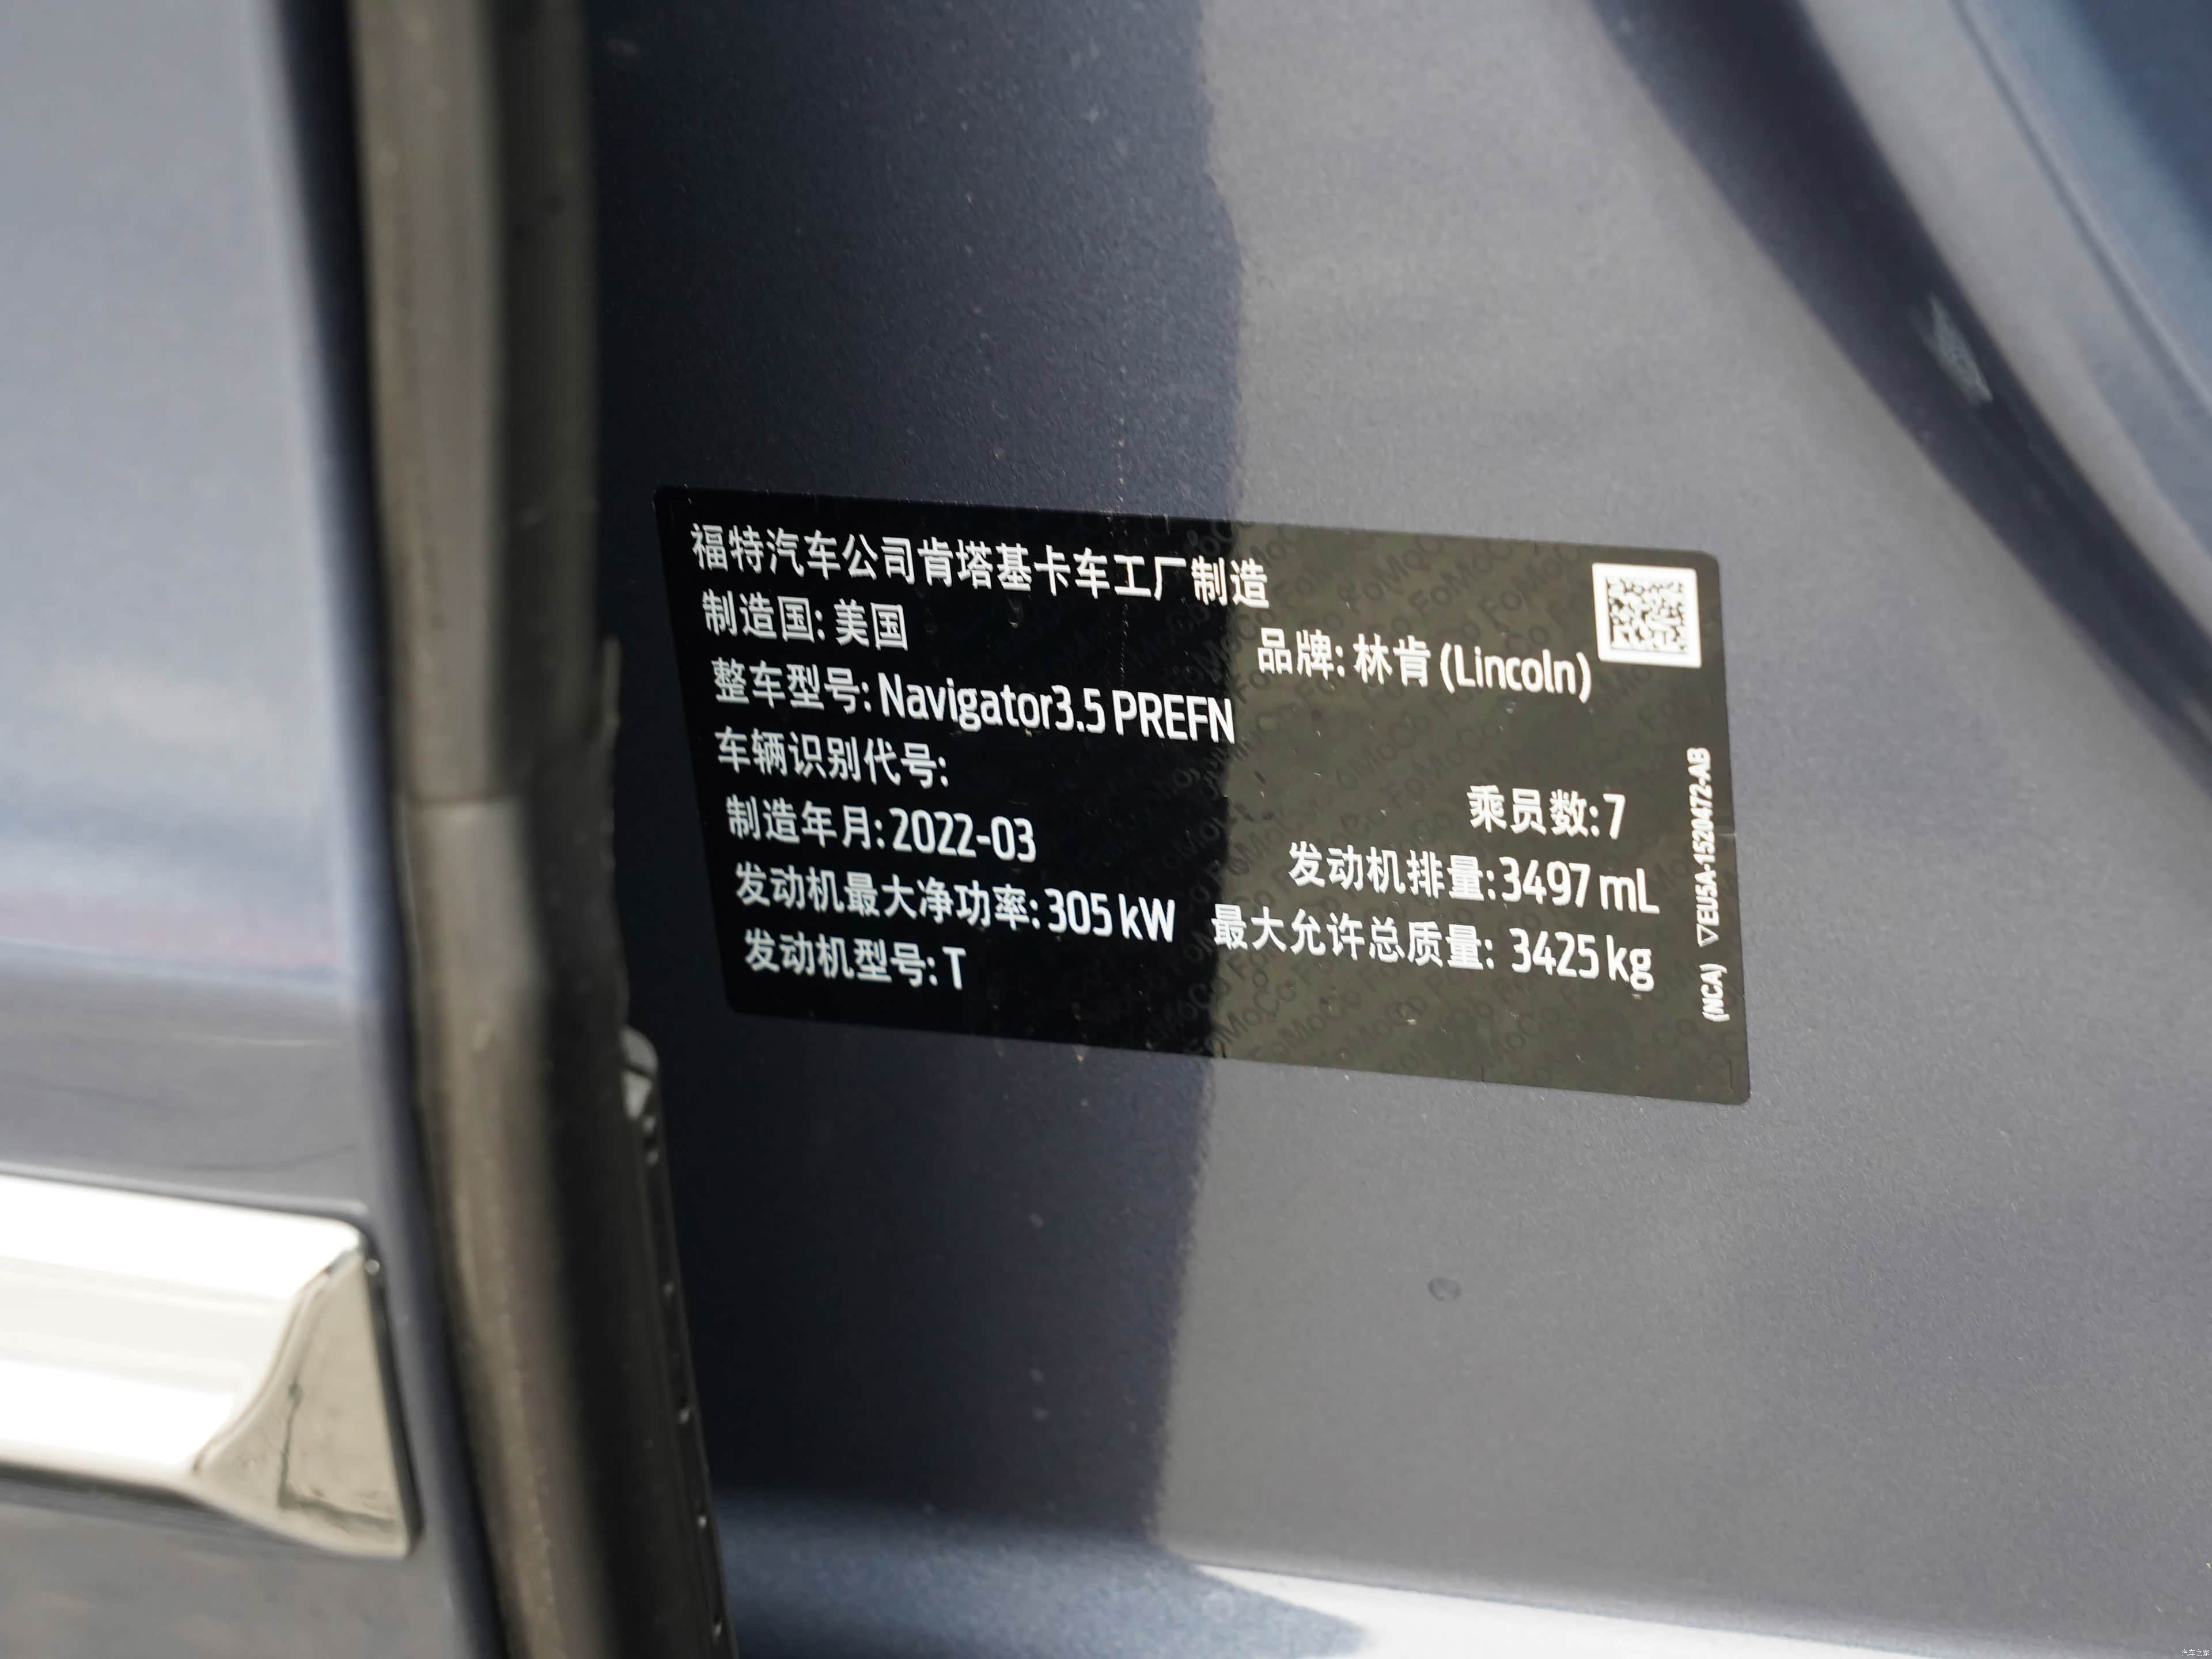 福特汽车公司肯塔基卡车工厂制造
制造国: 美国
品牌: 林肯 (Lincoln)
整车型号: Navigator3.5 PREFN
车辆识别代号:
制造年月: 2022-03
乘员数: 7
发动机最大净功率: 305 kW
发动机排量: 3497 mL
发动机型号: T
最大允许总质量: 3425 kg
(NCA) ▽EU5A-1520472-AB
汽车之家